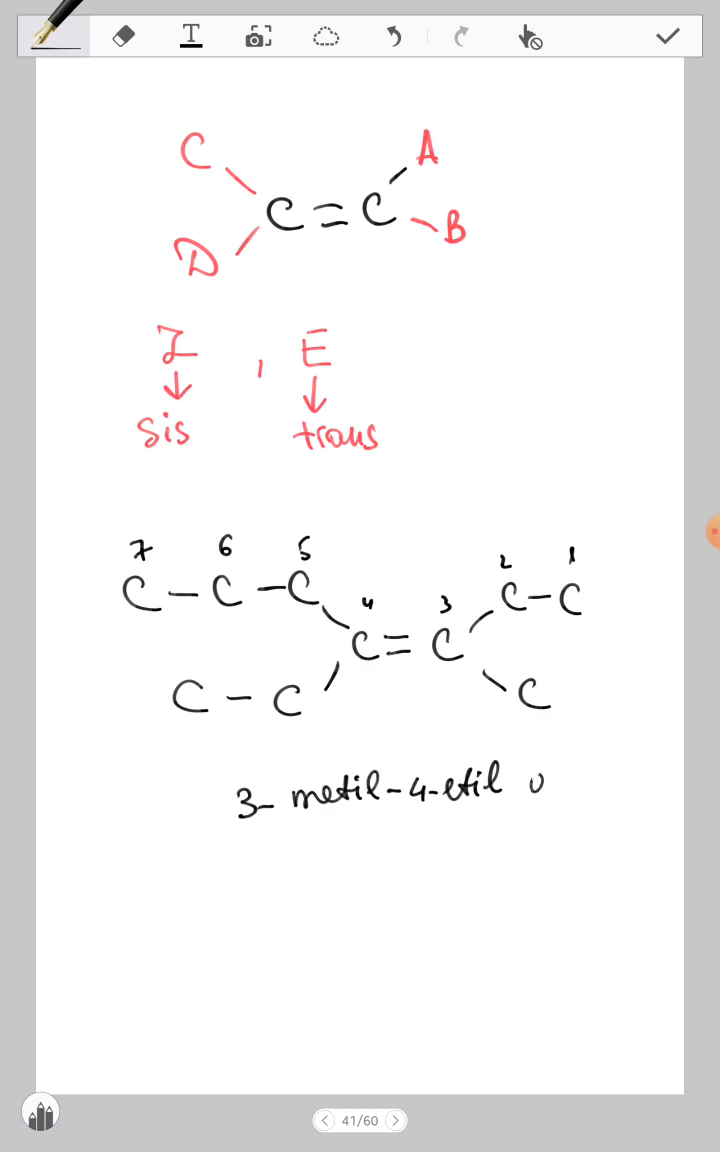 T
C A
C = C
D B
Z , E
↓ ↓
sis trans
7 6 5 2 1
C - C - C C - C
4 3
C = C
C - C C
3- metil-4-etil
41/60